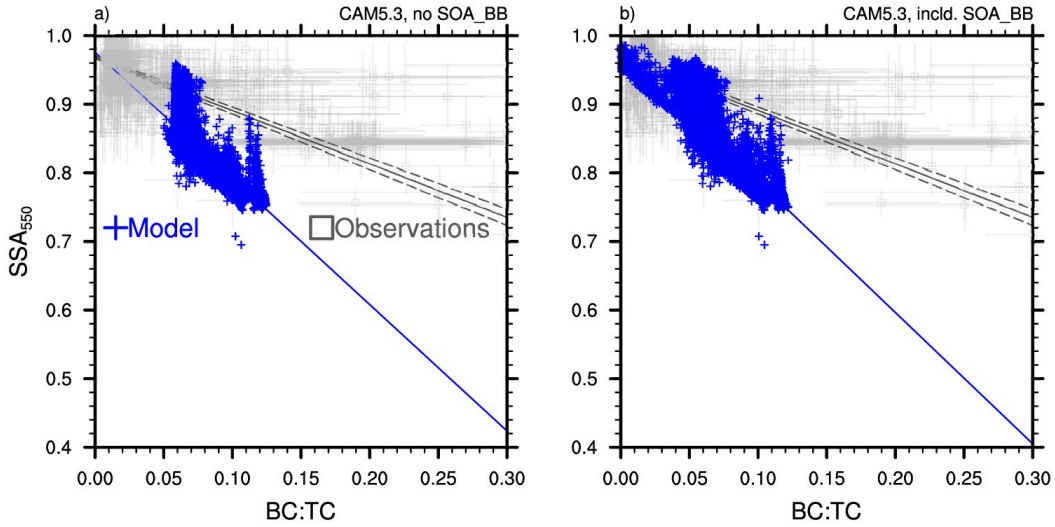 a)
CAM5.3, no SOA_BB
b)
CAM5.3, incld. SOA_BB
1.0
0.9
0.8
0.7
0.6
0.5
0.4
SSA550
Model
Observations
0.00 0.05 0.10 0.15 0.20 0.25 0.30
BC:TC
1.0
0.9
0.8
0.7
0.6
0.5
0.4
0.00 0.05 0.10 0.15 0.20 0.25 0.30
BC:TC